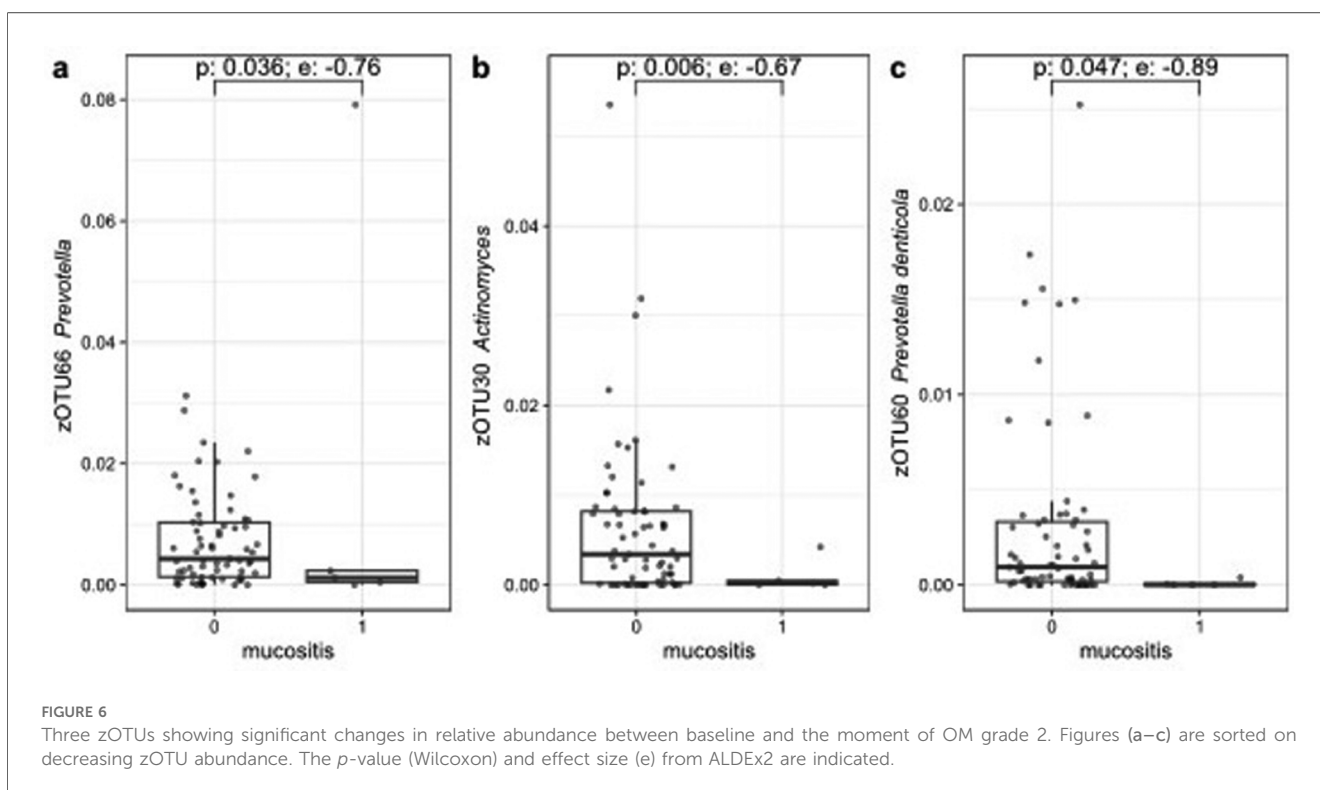 a
p: 0.036; e: -0.76
0.08
0.06
0.04
0.02
0.00
zOTU66 Prevotella
0
1
mucositis
b
p: 0.006; e: -0.67
0.04
0.02
0.00
zOTU30 Actinomyces
0
1
mucositis
c
p: 0.047; e: -0.89
0.02
0.01
0.00
zOTU60 Prevotella denticola
0
1
mucositis
FIGURE 6
Three zOTUs showing significant changes in relative abundance between baseline and the moment of OM grade 2. Figures (a–c) are sorted on
decreasing zOTU abundance. The p-value (Wilcoxon) and effect size (e) from ALDEx2 are indicated.